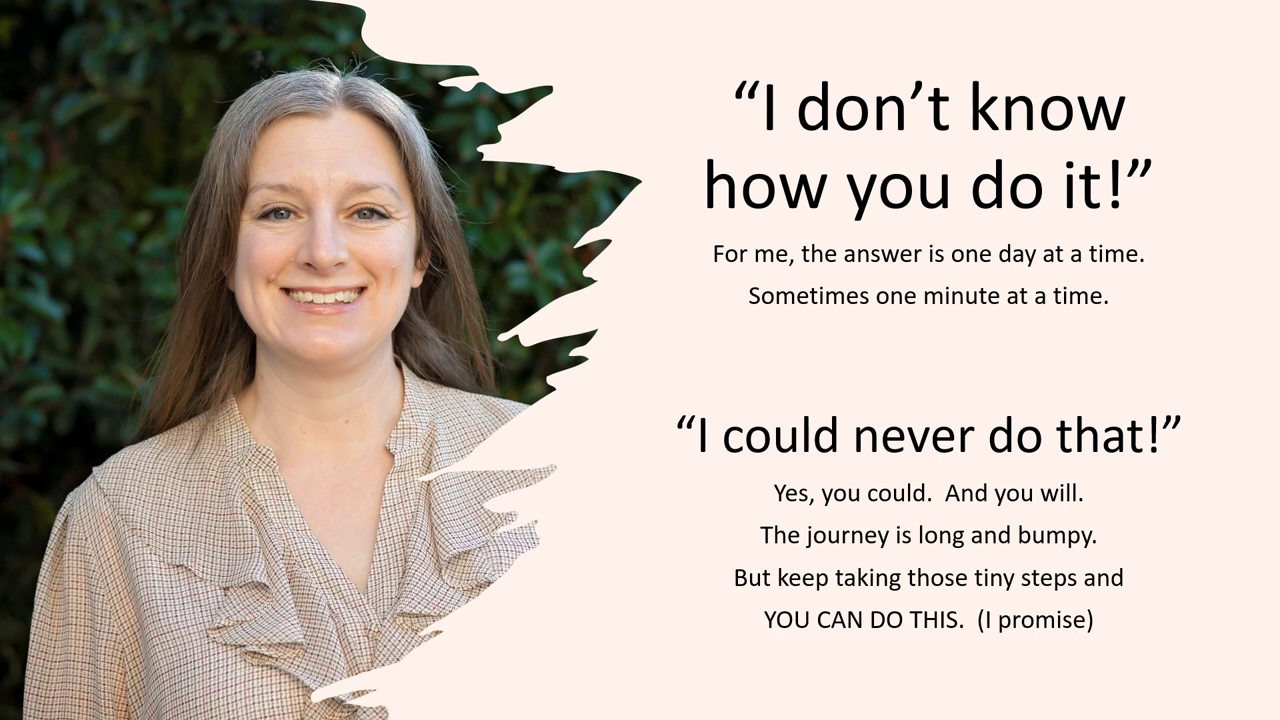 “I don’t know
how you do it!”
For me, the answer is one day at a time.
Sometimes one minute at a time.
“I could never do that!”
Yes, you could.  And you will.
The journey is long and bumpy.
But keep taking those tiny steps and
YOU CAN DO THIS.  (I promise)